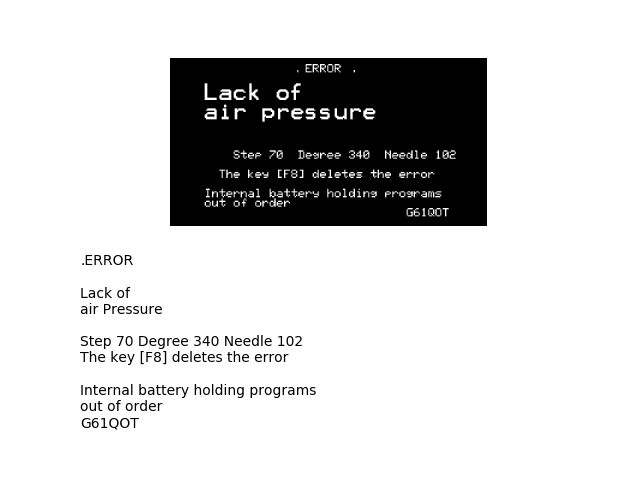 . ERROR .
Lack of
air pressure
Step 70 Degree 340 Needle 102
The key [F8] deletes the error
Internal battery holding programs
out of order
G61QOT
.ERROR
Lack of
air Pressure
Step 70 Degree 340 Needle 102
The key [F8] deletes the error
Internal battery holding programs
out of order
G61QOT